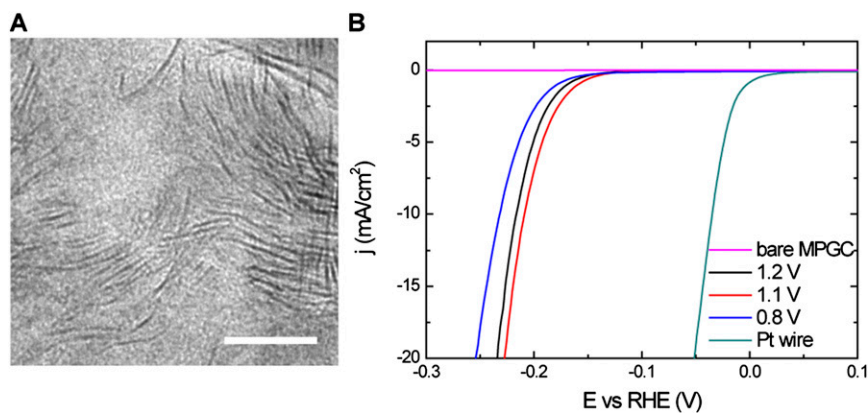 A
B
0
-5
-10
-15
-20
j (mA/cm²)
bare MPGC
1.2 V
1.1 V
0.8 V
Pt wire
-0.3
-0.2
-0.1
0.0
0.1
E vs RHE (V)